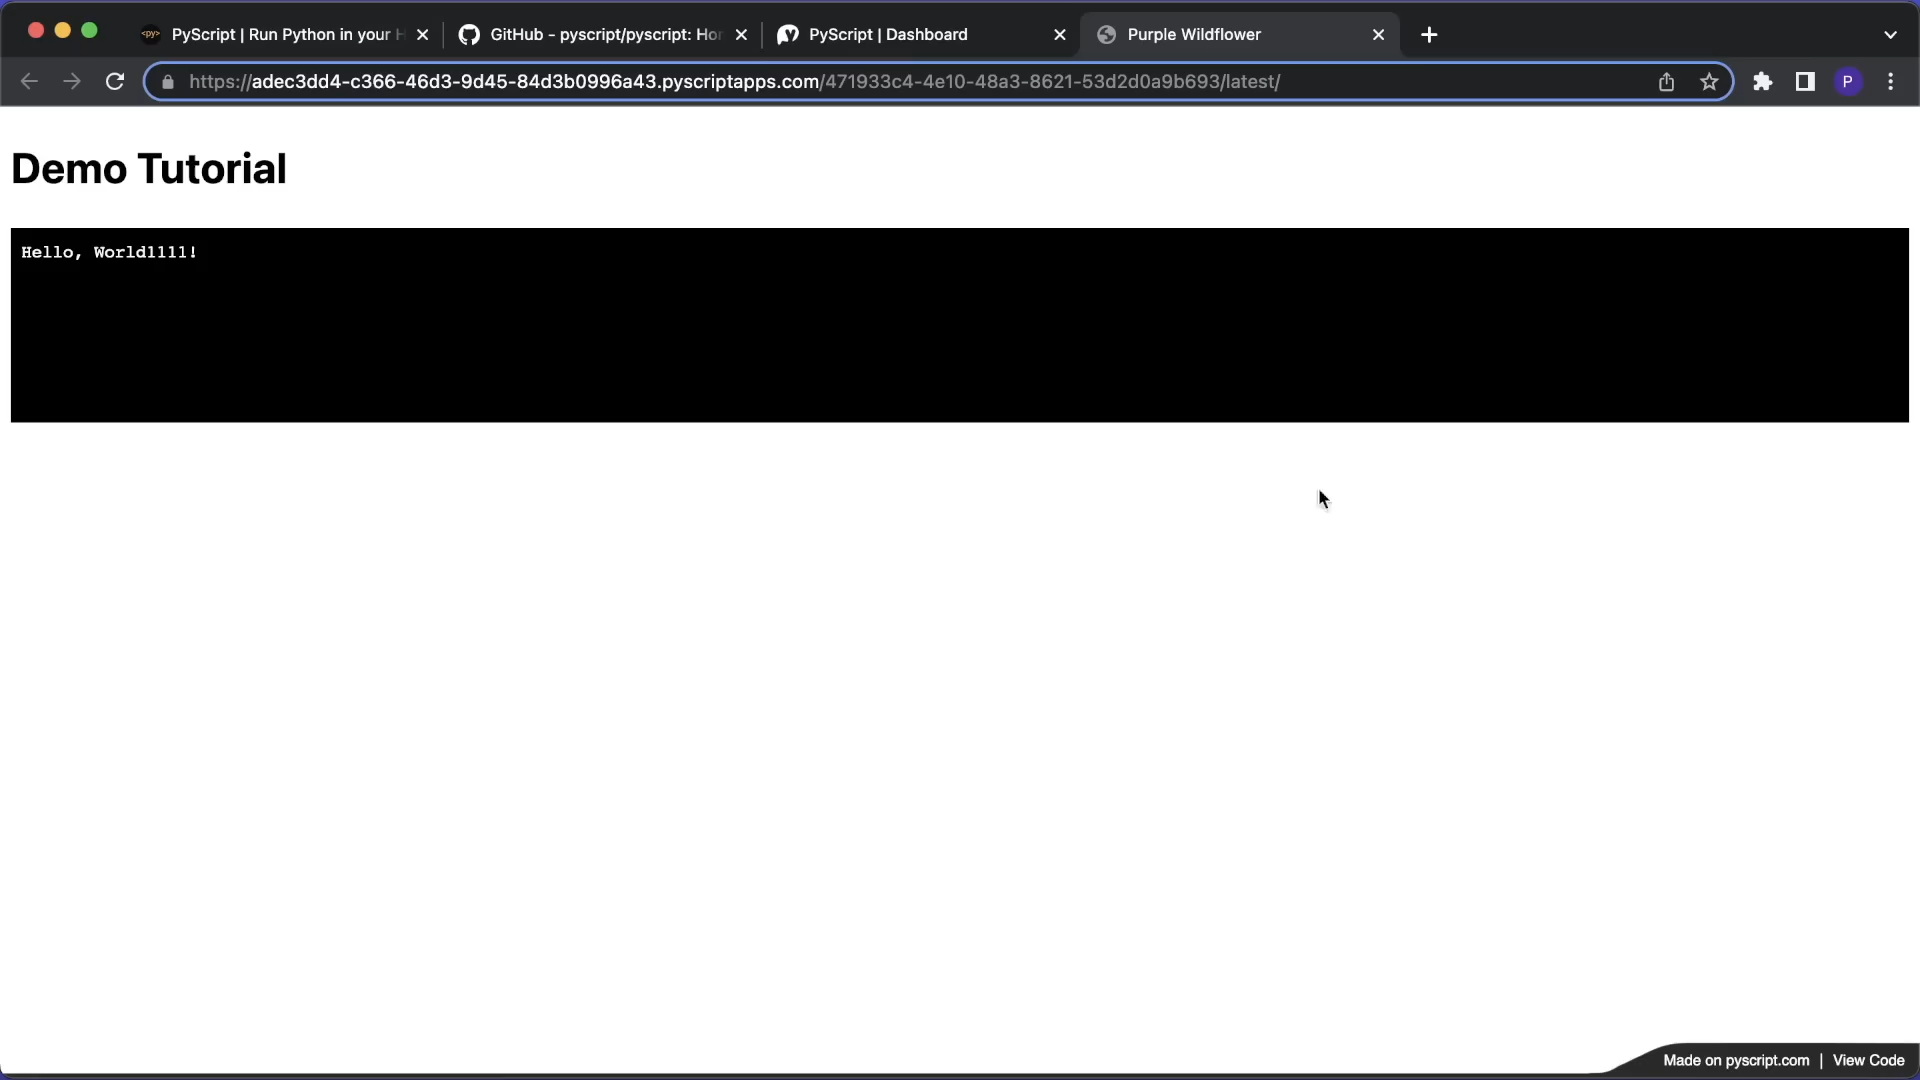 PyScript | Run Python in your H
GitHub - pyscript/pyscript: Hor
PyScript | Dashboard
Purple Wildflower
https://adec3dd4-c366-46d3-9d45-84d3b0996a43.pyscriptapps.com/471933c4-4e10-48a3-8621-53d2d0a9b693/latest/
P
Demo Tutorial
Hello, World1111!
Made on pyscript.com | View Code